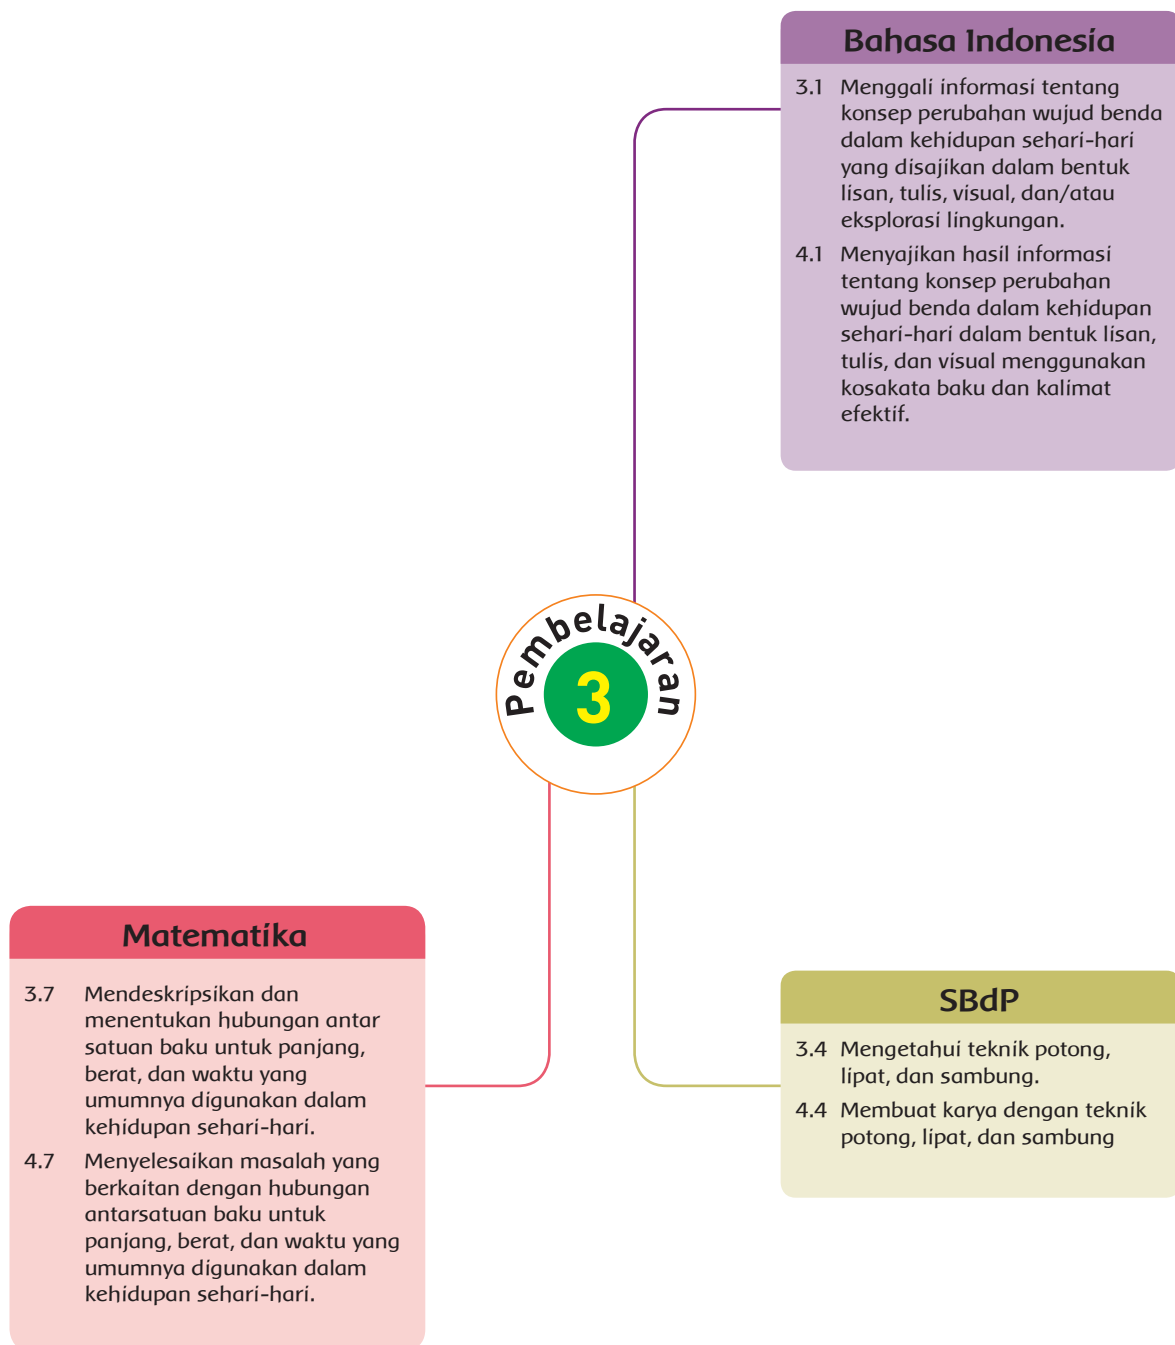 Bahasa Indonesia
3.1 Menggali informasi tentang
konsep perubahan wujud benda
dalam kehidupan sehari-hari
yang disajikan dalam bentuk
lisan, tulis, visual, dan/atau
eksplorasi lingkungan.
4.1 Menyajikan hasil informasi
tentang konsep perubahan
wujud benda dalam kehidupan
sehari-hari dalam bentuk lisan,
tulis, dan visual menggunakan
kosakata baku dan kalimat
efektif.
Pembelajaran
3
Matematika
3.7 Mendeskripsikan dan
menentukan hubungan antar
satuan baku untuk panjang,
berat, dan waktu yang
umumnya digunakan dalam
kehidupan sehari-hari.
4.7 Menyelesaikan masalah yang
berkaitan dengan hubungan
antarsatuan baku untuk
panjang, berat, dan waktu yang
umumnya digunakan dalam
kehidupan sehari-hari.
SBdP
3.4 Mengetahui teknik potong,
lipat, dan sambung.
4.4 Membuat karya dengan teknik
potong, lipat, dan sambung